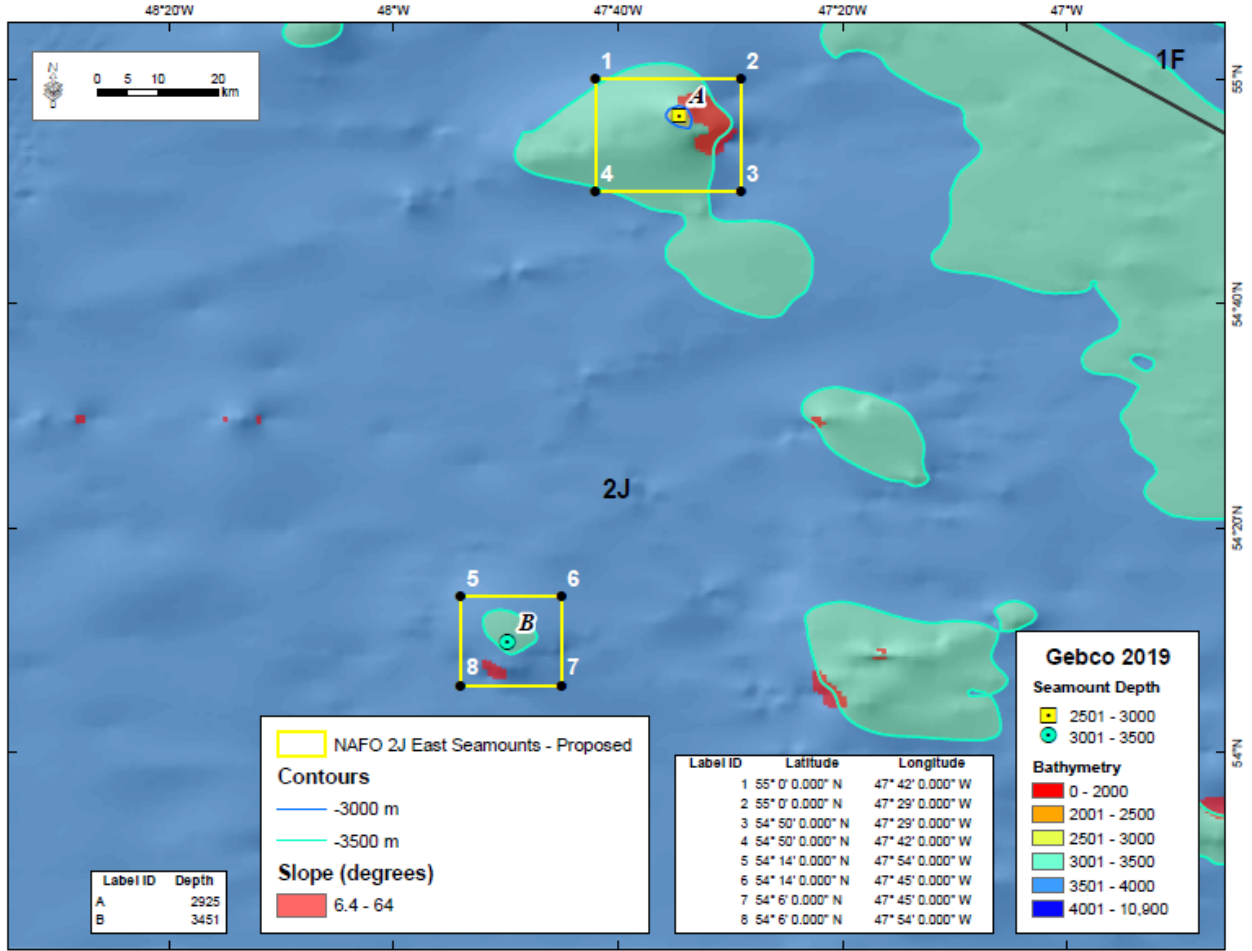 48°20'W 48°W 47°40'W 47°20'W 47°W
N
0 5 10 20
km
1 2
1F
55°N
A
4 3
54°40'N
2J
54°20'N
5 6
B
8 7
54°N
NAFO 2J East Seamounts - Proposed
Contours
-3000 m
-3500 m
Slope (degrees)
6.4 - 64
Label ID Depth
A 2925
B 3451
Label ID Latitude Longitude
1 55° 0' 0.000" N 47° 42' 0.000" W
2 55° 0' 0.000" N 47° 29' 0.000" W
3 54° 50' 0.000" N 47° 29' 0.000" W
4 54° 50' 0.000" N 47° 42' 0.000" W
5 54° 14' 0.000" N 47° 54' 0.000" W
6 54° 14' 0.000" N 47° 45' 0.000" W
7 54° 6' 0.000" N 47° 45' 0.000" W
8 54° 6' 0.000" N 47° 54' 0.000" W
Gebco 2019
Seamount Depth
2501 - 3000
3001 - 3500
Bathymetry
0 - 2000
2001 - 2500
2501 - 3000
3001 - 3500
3501 - 4000
4001 - 10,900